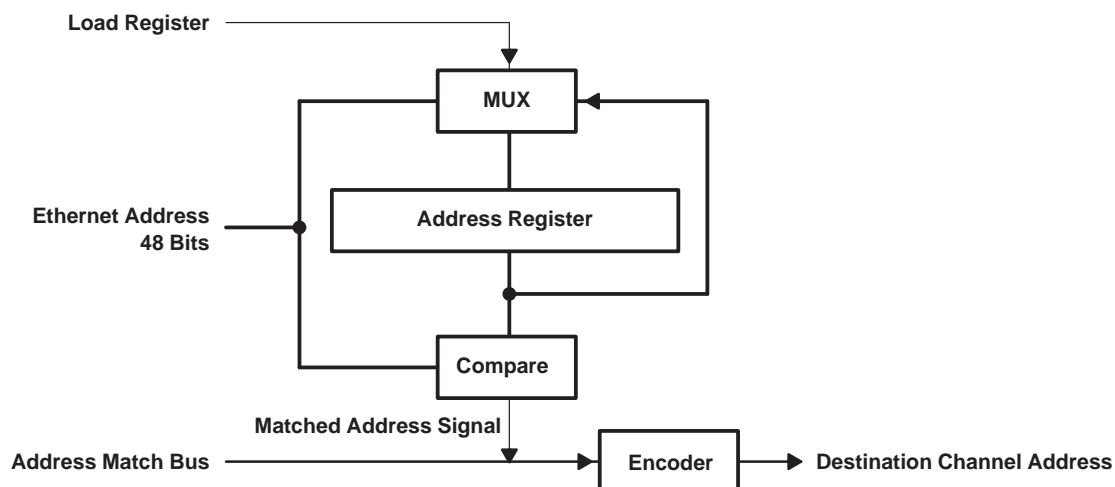 Load Register
MUX
Address Register
Ethernet Address
48 Bits
Compare
Matched Address Signal
Address Match Bus
Encoder
Destination Channel Address